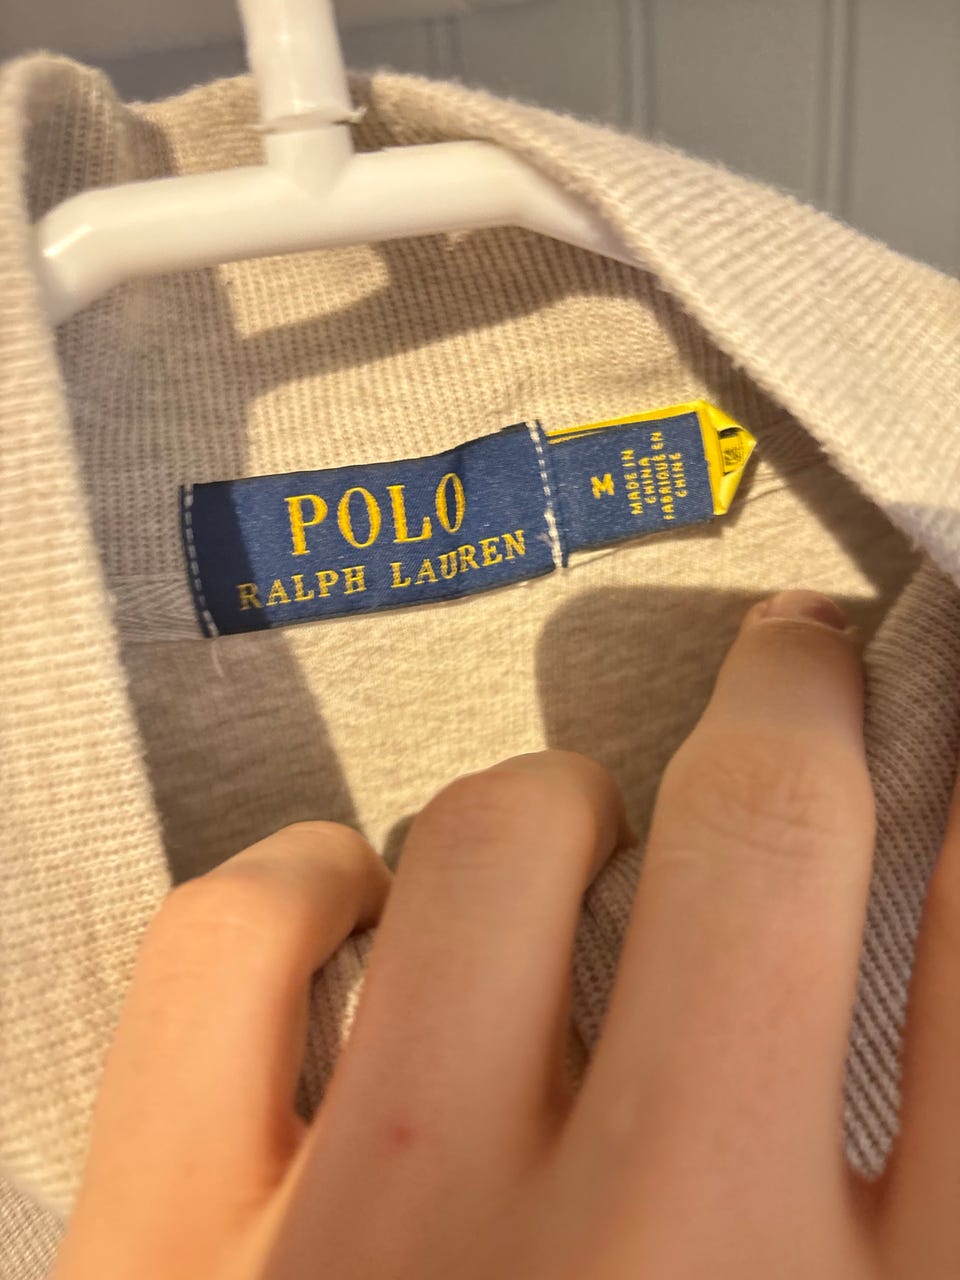 POLO
RALPH LAUREN
M
MADE IN
CHINA
FABRIQUÉ EN
CHINE